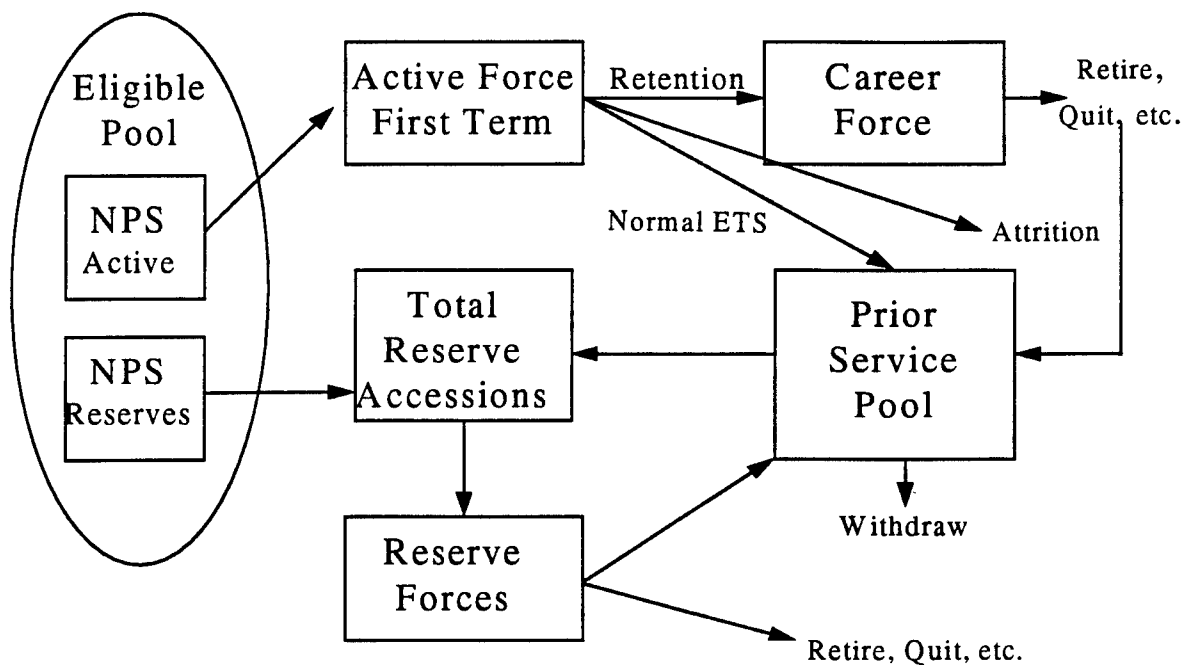 Eligible
Pool
NPS
Active
NPS
Reserves
Active Force
First Term
Retention
Career
Force
Retire,
Quit, etc.
Normal ETS
Attrition
Total
Reserve
Accessions
Prior
Service
Pool
Withdraw
Reserve
Forces
Retire, Quit, etc.